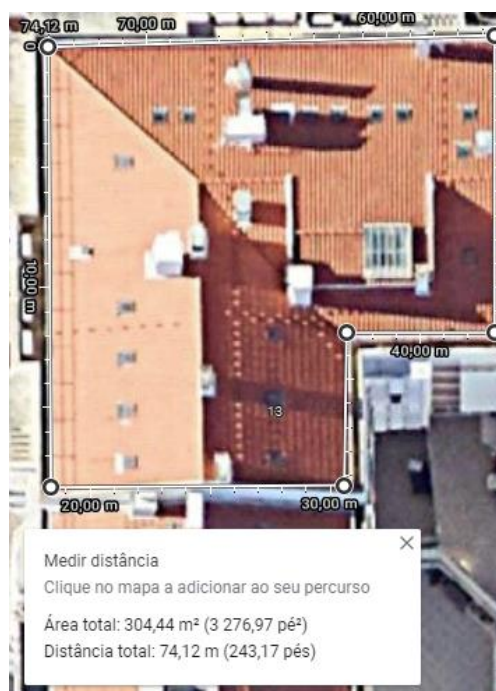 74,12 m
70,00 m
60,00 m
0
10,00 m
40,00 m
13
20,00 m
30,00 m
Medir distância
Clique no mapa a adicionar ao seu percurso
Área total: 304,44 m² (3 276,97 pé²)
Distância total: 74,12 m (243,17 pés)